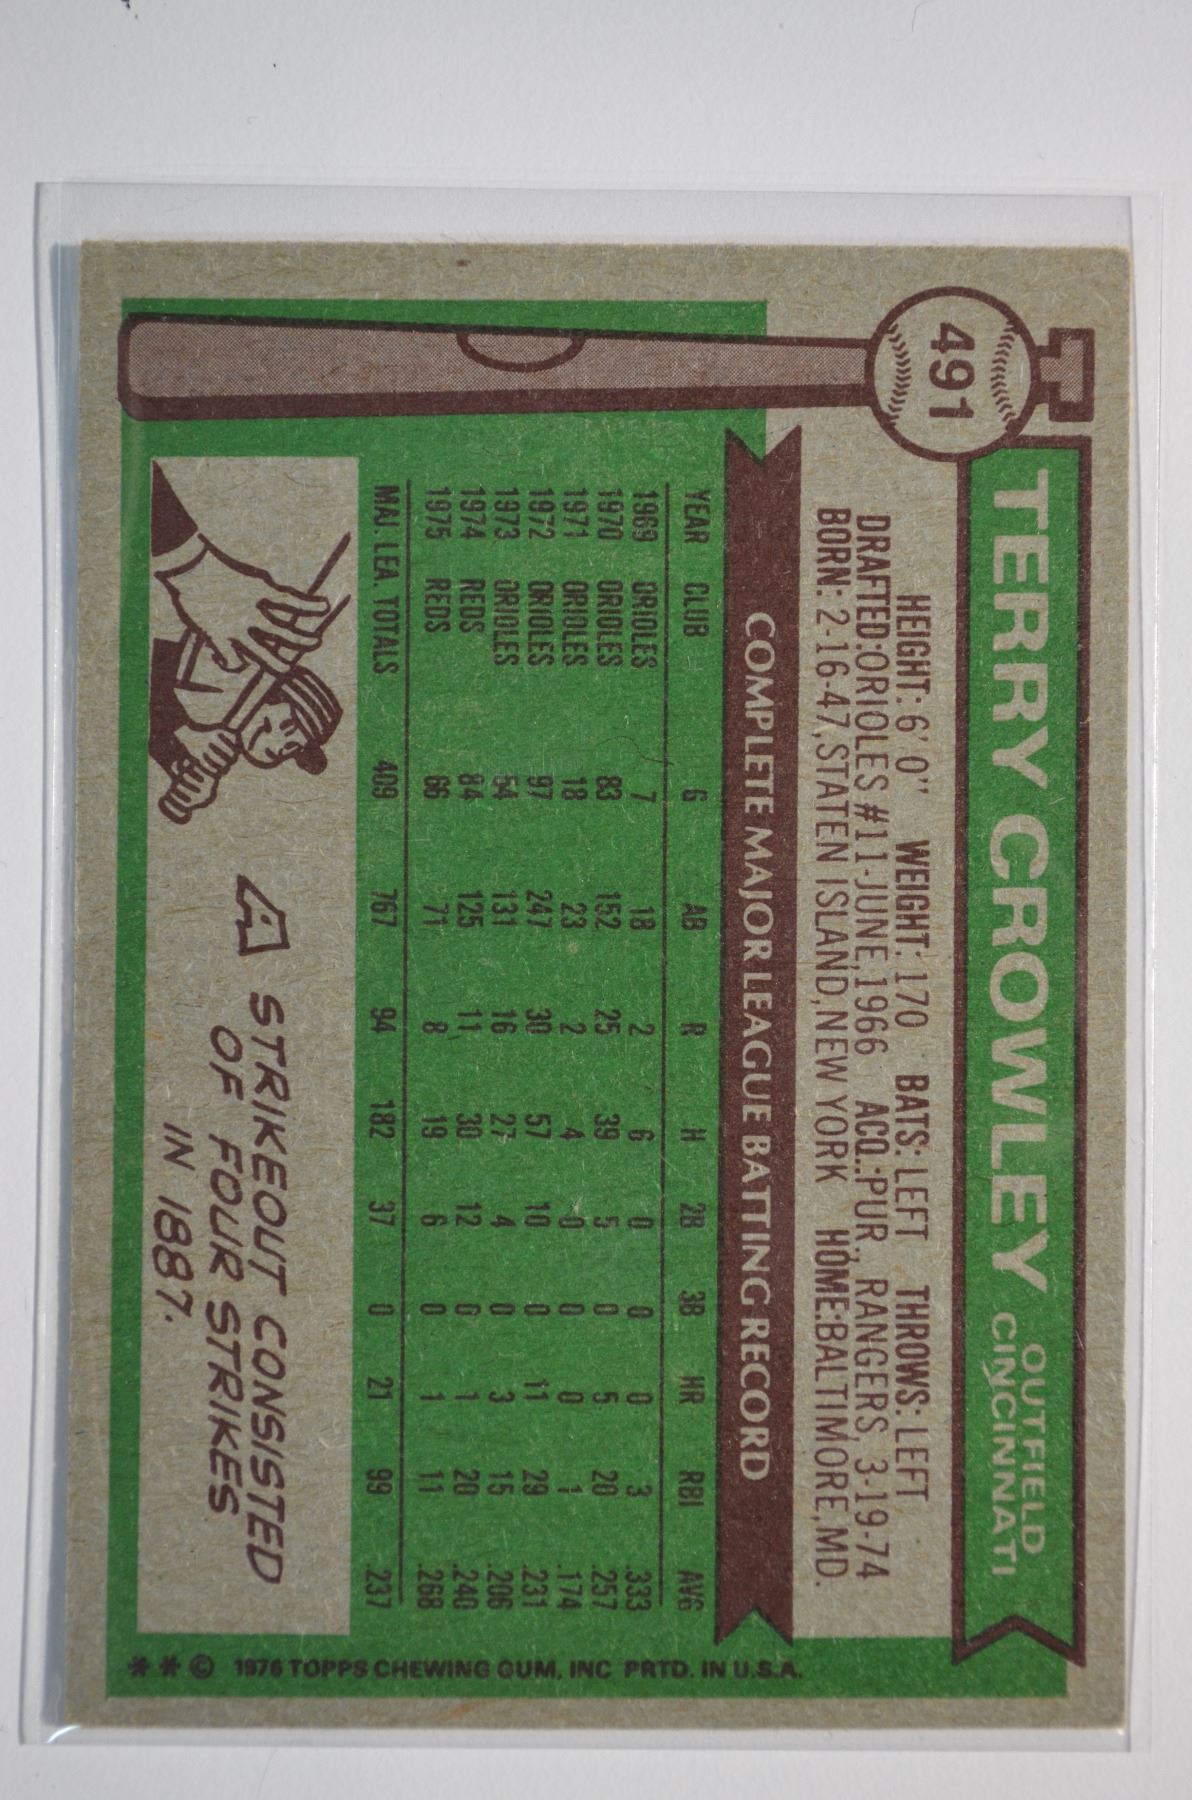 491
TERRY CROWLEY
OUTFIELD
CINCINNATI
HEIGHT: 6' 0" WEIGHT: 170 BATS: LEFT THROWS: LEFT
DRAFTED: ORIOLES #11-JUNE, 1966 ACQ.: PUR., RANGERS, 3-19-74
BORN: 2-16-47, STATEN ISLAND, NEW YORK HOME: BALTIMORE, MD.
COMPLETE MAJOR LEAGUE BATTING RECORD
YEAR CLUB G AB R H 2B 3B HR RBI AVG
1969 ORIOLES 7 18 2 6 0 0 0 3 .333
1970 ORIOLES 83 152 25 39 5 0 5 20 .257
1971 ORIOLES 18 23 2 4 0 0 0 1 .174
1972 ORIOLES 97 247 30 57 10 0 11 29 .231
1973 ORIOLES 54 131 16 27 4 0 3 15 .206
1974 REDS 84 125 11 30 12 0 1 20 .240
1975 REDS 66 71 8 19 6 0 1 11 .268
MAJ. LEA. TOTALS 409 767 94 182 37 0 21 99 .237
A STRIKEOUT CONSISTED
OF FOUR STRIKES
IN 1887.
** © 1976 TOPPS CHEWING GUM, INC PRTD. IN U.S.A.